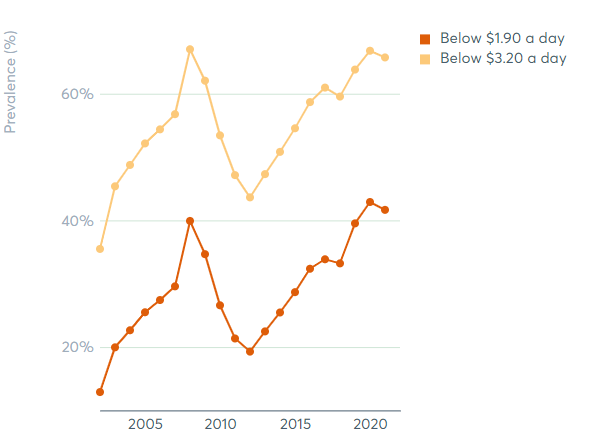 Prevalence (%)
Below $1.90 a day
Below $3.20 a day
60%
40%
20%
2005 2010 2015 2020